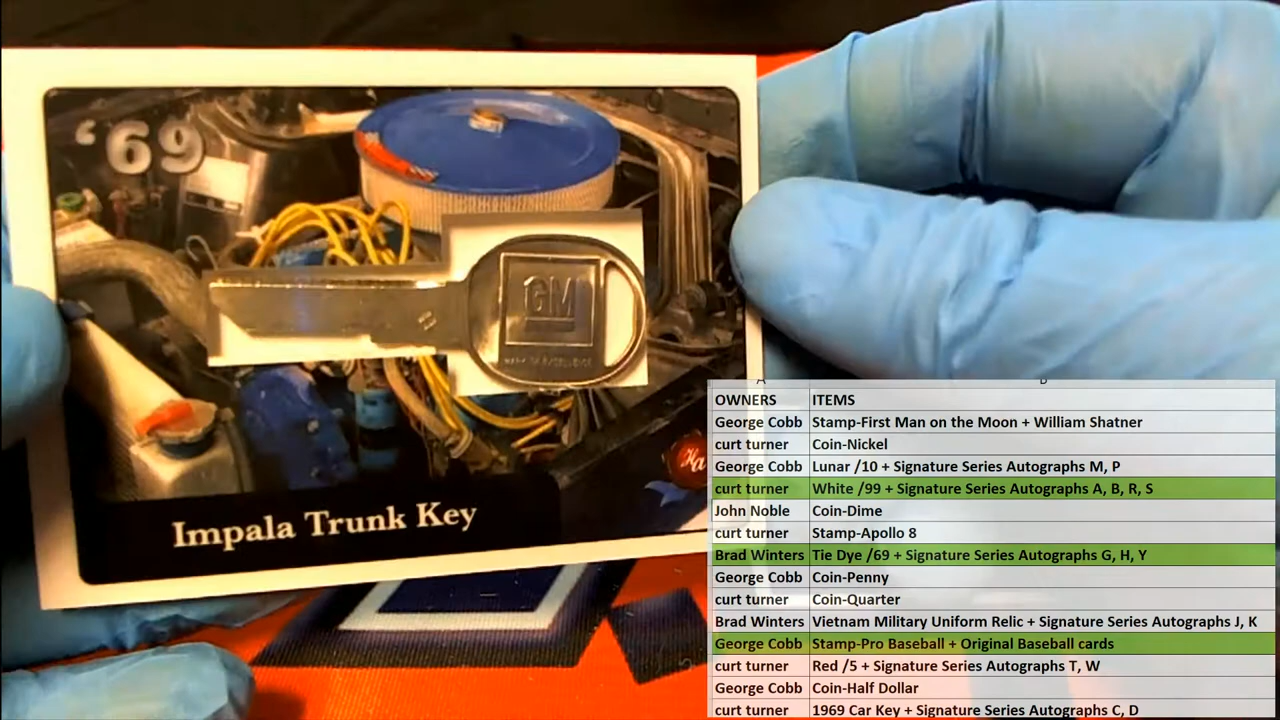 ‘69
GM
Impala Trunk Key
OWNERS ITEMS
George Cobb Stamp-First Man on the Moon + William Shatner
curt turner Coin-Nickel
George Cobb Lunar /10 + Signature Series Autographs M, P
curt turner White /99 + Signature Series Autographs A, B, R, S
John Noble Coin-Dime
curt turner Stamp-Apollo 8
Brad Winters Tie Dye /69 + Signature Series Autographs G, H, Y
George Cobb Coin-Penny
curt turner Coin-Quarter
Brad Winters Vietnam Military Uniform Relic + Signature Series Autographs J, K
George Cobb Stamp-Pro Baseball + Original Baseball cards
curt turner Red /5 + Signature Series Autographs T, W
George Cobb Coin-Half Dollar
curt turner 1969 Car Key + Signature Series Autographs C, D